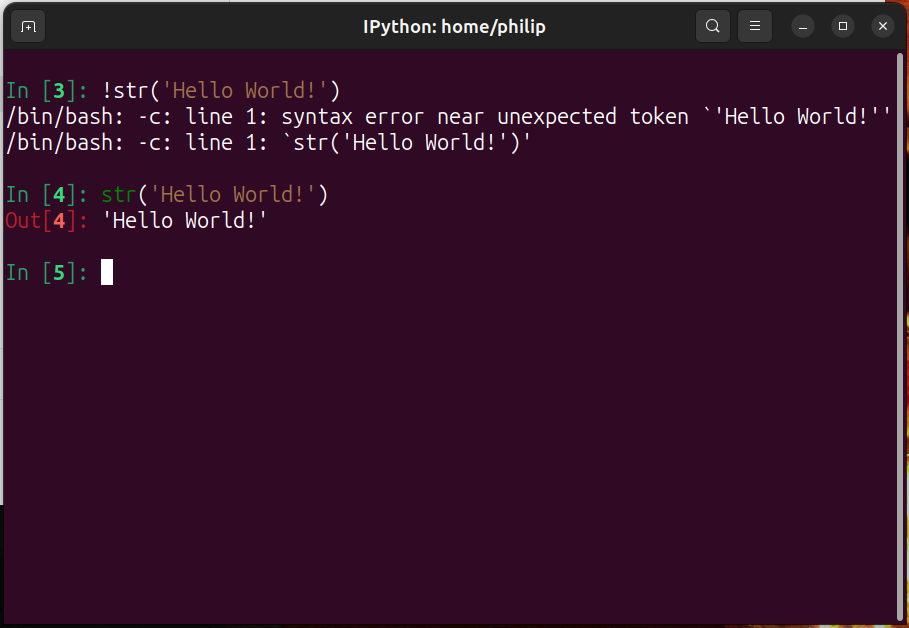 IPython: home/philip
In [3]: !str('Hello World!')
/bin/bash: -c: line 1: syntax error near unexpected token `'Hello World!''
/bin/bash: -c: line 1: `str('Hello World!')'
In [4]: str('Hello World!')
Out[4]: 'Hello World!'
In [5]: